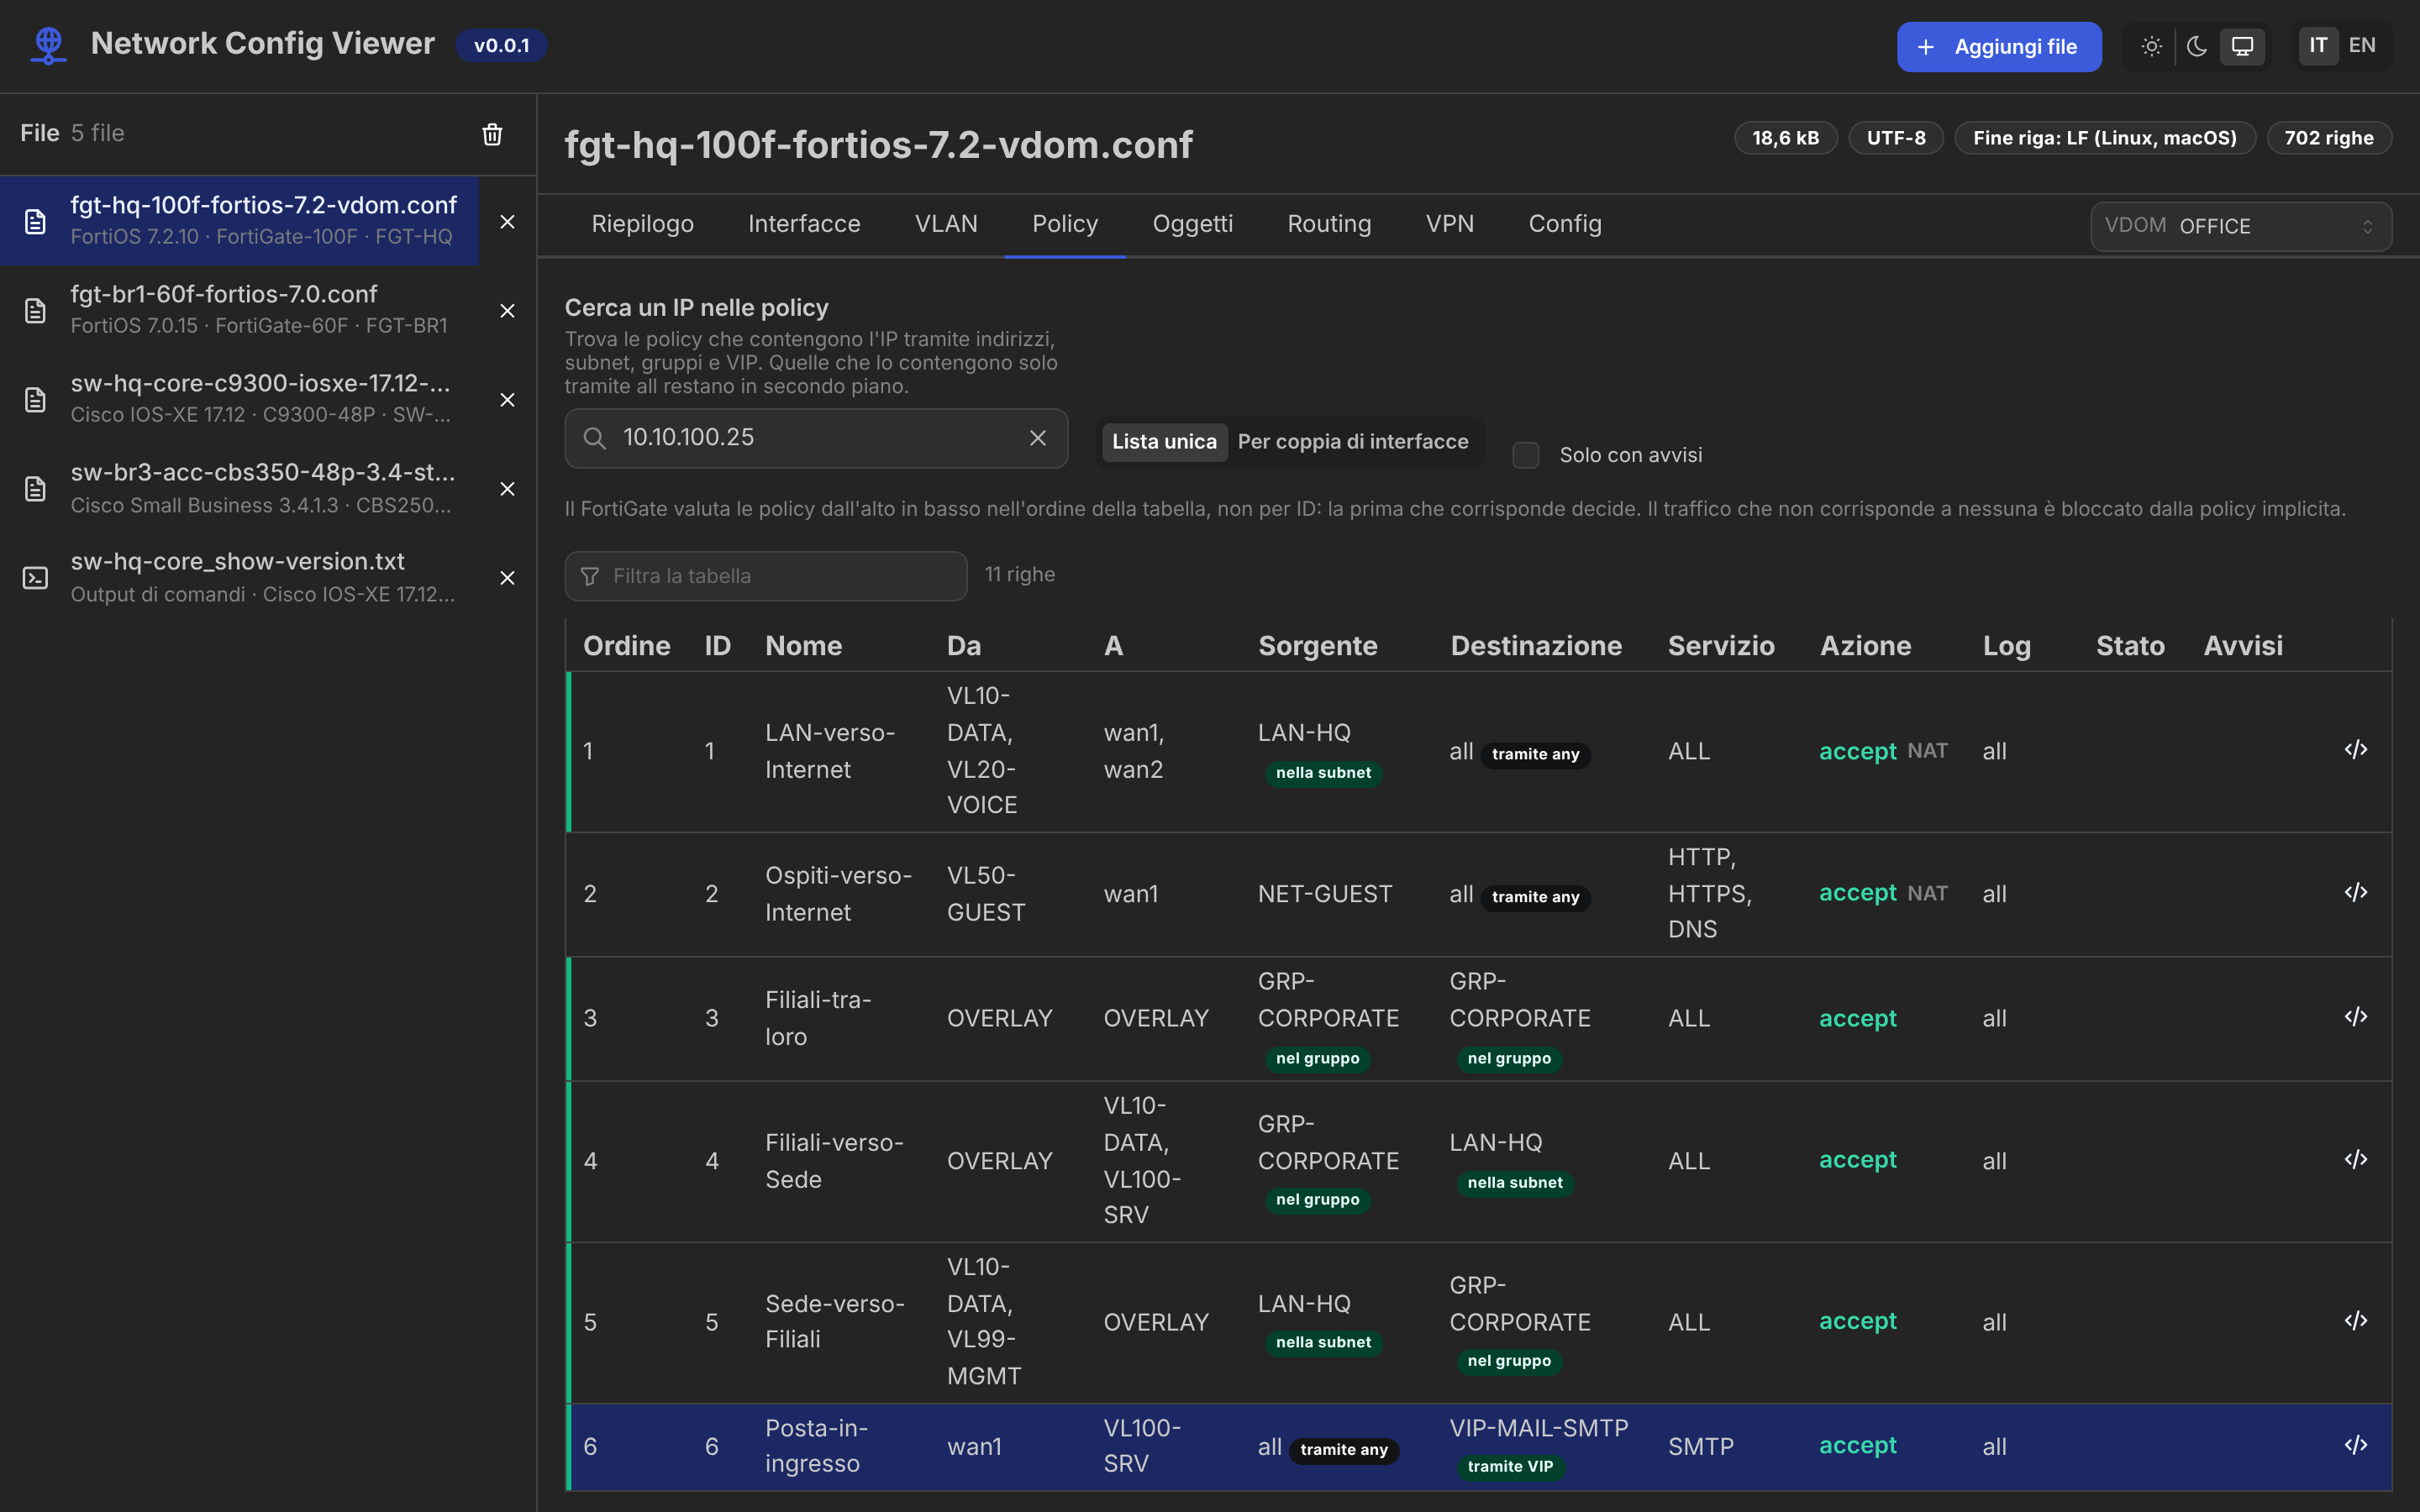 Network Config Viewer
v0.0.1
Aggiungi file
IT
EN
File 5 file
fgt-hq-100f-fortios-7.2-vdom.conf
FortiOS 7.2.10 · FortiGate-100F · FGT-HQ
fgt-br1-60f-fortios-7.0.conf
FortiOS 7.0.15 · FortiGate-60F · FGT-BR1
sw-hq-core-c9300-iosxe-17.12-...
Cisco IOS-XE 17.12 · C9300-48P · SW-...
sw-br3-acc-cbs350-48p-3.4-st...
Cisco Small Business 3.4.1.3 · CBS250...
sw-hq-core_show-version.txt
Output di comandi · Cisco IOS-XE 17.12...
fgt-hq-100f-fortios-7.2-vdom.conf
18,6 kB
UTF-8
Fine riga: LF (Linux, macOS)
702 righe
Riepilogo
Interfacce
VLAN
Policy
Oggetti
Routing
VPN
Config
VDOM OFFICE
Cerca un IP nelle policy
Trova le policy che contengono l'IP tramite indirizzi,
subnet, gruppi e VIP. Quelle che lo contengono solo
tramite all restano in secondo piano.
10.10.100.25
Lista unica
Per coppia di interfacce
Solo con avvisi
Il FortiGate valuta le policy dall'alto in basso nell'ordine della tabella, non per ID: la prima che corrisponde decide. Il traffico che non corrisponde a nessuna è bloccato dalla policy implicita.
Filtra la tabella
11 righe
Ordine ID Nome Da A Sorgente Destinazione Servizio Azione Log Stato Avvisi
1
1
LAN-verso-
Internet
VL10-
DATA,
VL20-
VOICE
wan1,
wan2
LAN-HQ
nella subnet
all tramite any
ALL
accept NAT
all
</>
2
2
Ospiti-verso-
Internet
VL50-
GUEST
wan1
NET-GUEST
all tramite any
HTTP,
HTTPS,
DNS
accept NAT
all
</>
3
3
Filiali-tra-
loro
OVERLAY
OVERLAY
GRP-
CORPORATE
nel gruppo
GRP-
CORPORATE
nel gruppo
ALL
accept
all
</>
4
4
Filiali-verso-
Sede
OVERLAY
VL10-
DATA,
VL100-
SRV
GRP-
CORPORATE
nel gruppo
LAN-HQ
nella subnet
ALL
accept
all
</>
5
5
Sede-verso-
Filiali
VL10-
DATA,
VL99-
MGMT
OVERLAY
LAN-HQ
nella subnet
GRP-
CORPORATE
nel gruppo
ALL
accept
all
</>
6
6
Posta-in-
ingresso
wan1
VL100-
SRV
all tramite any
VIP-MAIL-SMTP
tramite VIP
SMTP
accept
all
</>